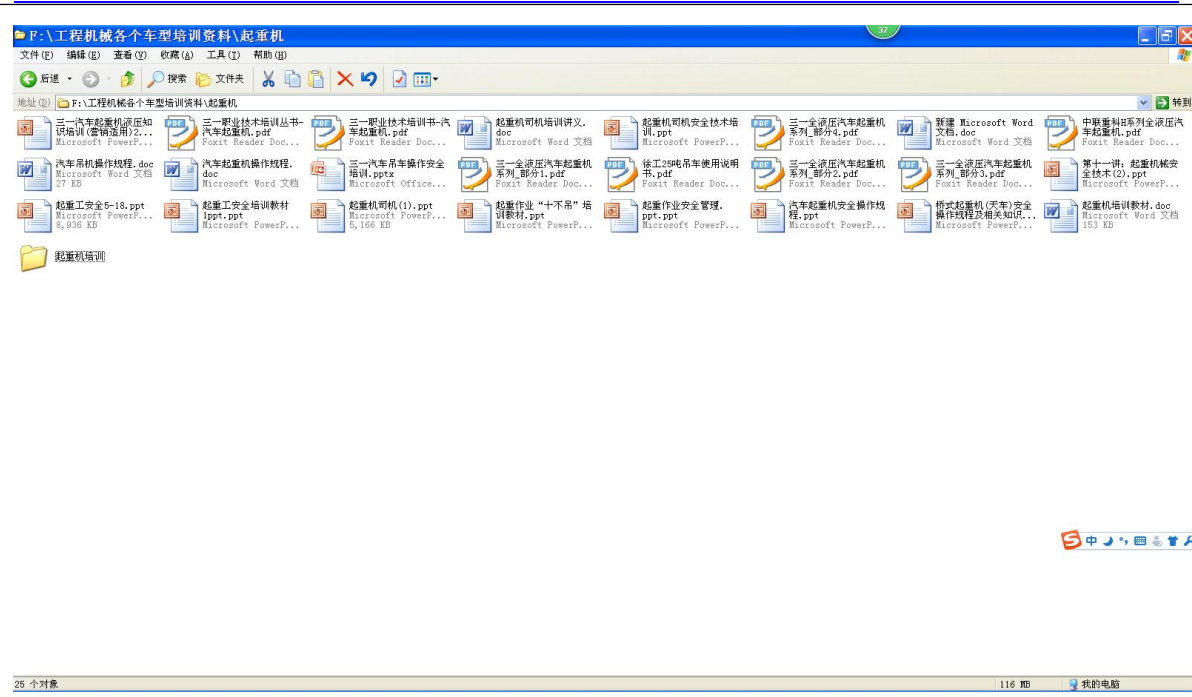 F:\工程机械各个车型培训资料\起重机
37
文件(F) 编辑(E) 查看(V) 收藏(A) 工具(T) 帮助(H)
后退 搜索 文件夹
地址(D) F:\工程机械各个车型培训资料\起重机 转到
三一汽车起重机液压知
识培训(营销适用)2...
Microsoft PowerP...
三一职业技术培训丛书-
汽车起重机.pdf
Foxit Reader Doc...
三一职业技术培训书-汽
车起重机.pdf
Foxit Reader Doc...
起重机司机培训讲义.
doc
Microsoft Word 文档
起重机司机安全技术培
训.ppt
Microsoft PowerP...
三一全液压汽车起重机
系列_部分4.pdf
Foxit Reader Doc...
新建 Microsoft Word
文档.doc
Microsoft Word 文档
中联重科H系列全液压汽
车起重机.pdf
Foxit Reader Doc...
汽车吊机操作规程.doc
Microsoft Word 文档
27 KB
汽车起重机操作规程.
doc
Microsoft Word 文档
三一汽车吊车操作安全
培训.pptx
Microsoft Office...
三一全液压汽车起重机
系列_部分1.pdf
Foxit Reader Doc...
徐工25吨吊车使用说明
书.pdf
Foxit Reader Doc...
三一全液压汽车起重机
系列_部分2.pdf
Foxit Reader Doc...
三一全液压汽车起重机
系列_部分3.pdf
Foxit Reader Doc...
第十一讲：起重机械安
全技术(2).ppt
Microsoft PowerP...
起重工安全5-18.ppt
Microsoft PowerP...
8,936 KB
起重工安全培训教材
1ppt.ppt
Microsoft PowerP...
起重机司机(1).ppt
Microsoft PowerP...
5,166 KB
起重作业“十不吊”培
训教材.ppt
Microsoft PowerP...
起重作业安全管理.
ppt.ppt
Microsoft PowerP...
汽车起重机安全操作规
程.ppt
Microsoft PowerP...
桥式起重机(天车)安全
操作规程及相关知识...
Microsoft PowerP...
起重机培训教材.doc
Microsoft Word 文档
153 KB
起重机培训
中
25 个对象 116 MB 我的电脑